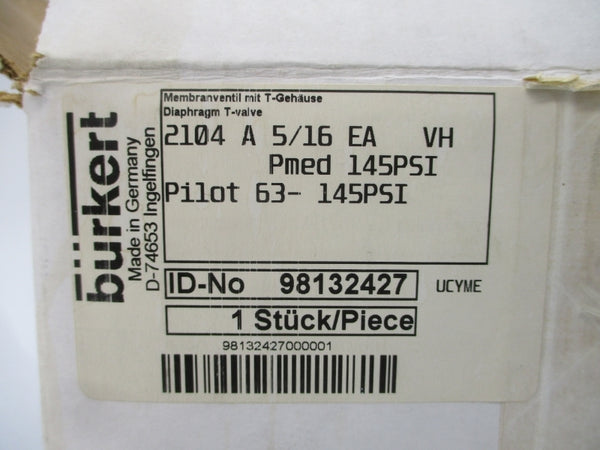 bürkert
Made in Germany
D-74653 Ingelfingen
Membranventil mit T-Gehäuse
Diaphragm T-valve
2104 A 5/16 EA VH
Pmed 145PSI
Pilot 63- 145PSI
ID-No 98132427
UCYME
1 Stück/Piece
98132427000001